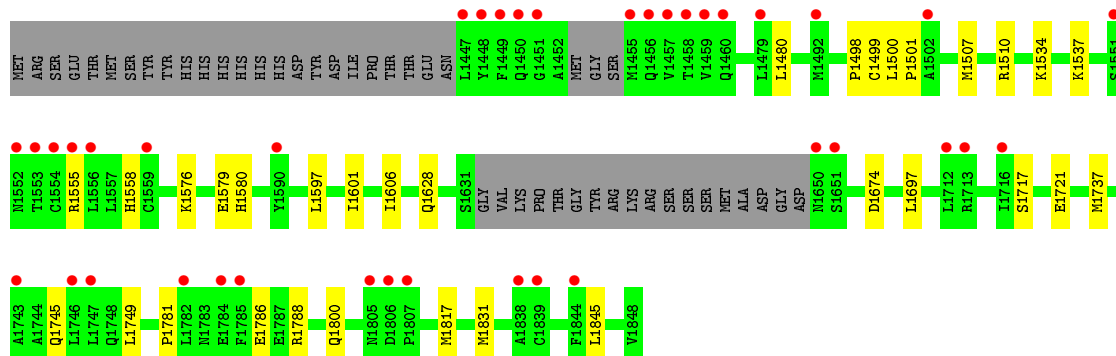 MET ARG SER GLU THR MET SER TYR TYR HIS HIS HIS HIS HIS HIS ASP TYR ASP ILE PRO THR THR GLU ASN L1447 Y1448 F1449 Q1450 G1451 A1452 MET GLY SER M1455 Q1456 V1457 T1458 V1459 Q1460 L1479 L1480 M1492 P1498 C1499 L1500 P1501 A1502 M1507 R1510 K1534 K1537 S1551
N1552 T1553 C1554 R1555 L1556 L1557 H1558 C1559 K1576 E1579 H1580 Y1590 L1597 I1601 I1606 Q1628 S1631 GLY VAL LYS PRO THR GLY TYR ARG LYS ARG SER SER SER MET ALA ASP GLY ASP N1650 S1651 D1674 L1697 L1712 R1713 I1716 S1717 E1721 M1737
A1743 A1744 Q1745 L1746 L1747 Q1748 L1749 P1781 L1782 N1783 E1784 F1785 E1786 E1787 R1788 Q1800 N1805 D1806 P1807 M1817 M1831 A1838 C1839 F1844 L1845 V1848